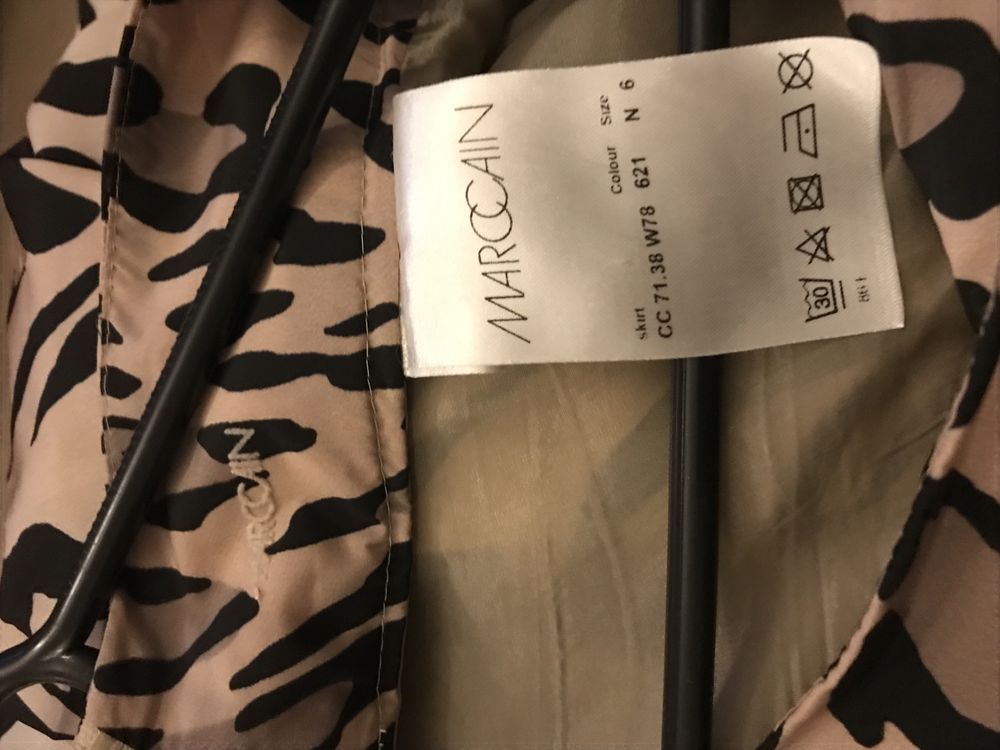 MARCCAIN
Skirt Colour Size
CC 71.38 W78 621 N 6
30
MARCCAIN